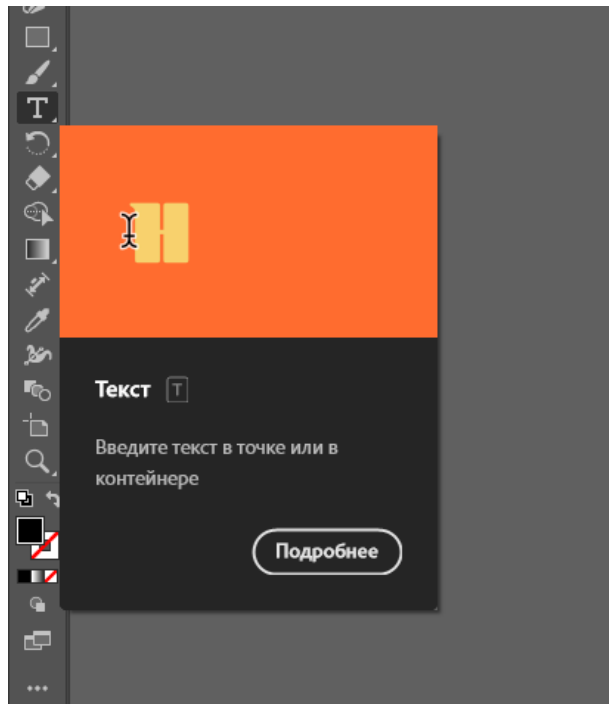 T
H
Текст T
Введите текст в точке или в
контейнере
Подробнее